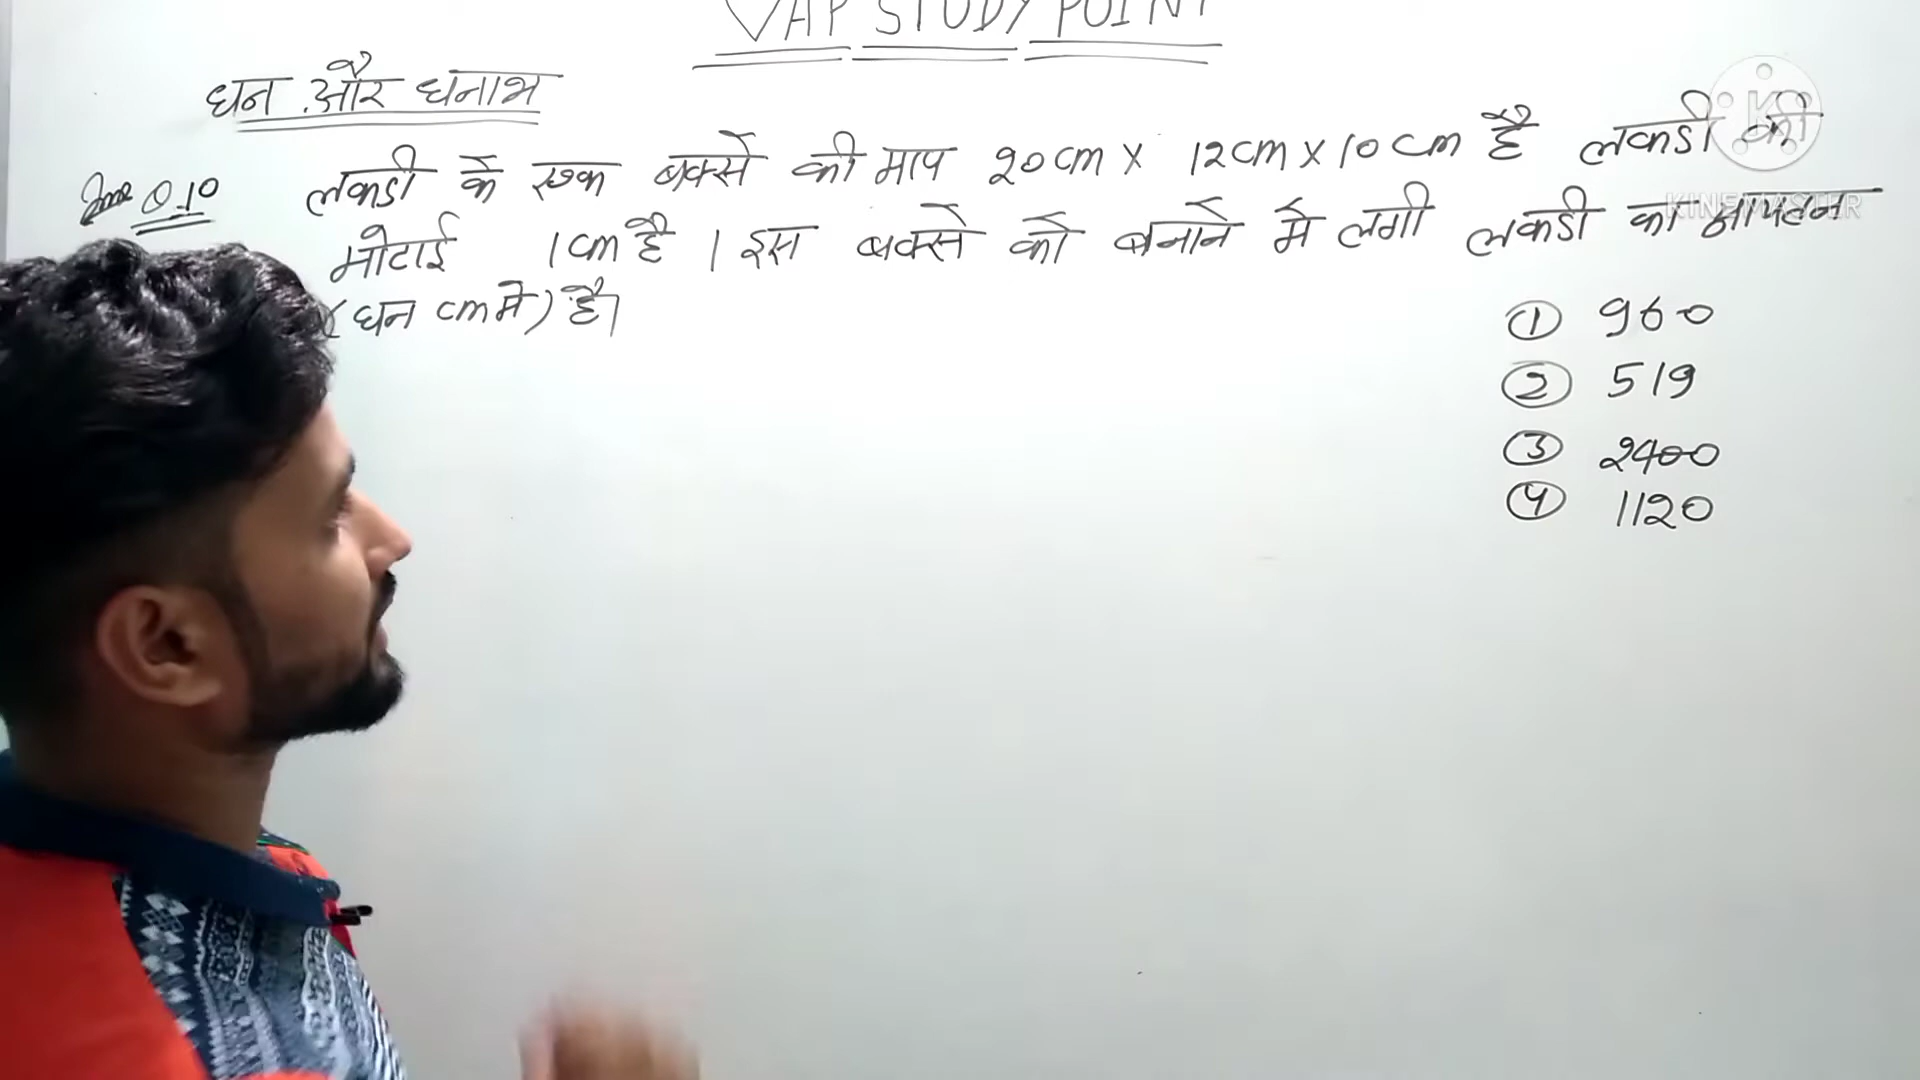 VAP STUDY POINT
घन और घनाभ
Q.10 लकडी के एक बक्से की माप 20cm x 12cm x 10cm है लकडी की
मोटाई 1cm है । इस बक्से को बनाने मे लगी लकडी का आयतन
(घन cm मे) है।
① 960
② 519
③ 2400
④ 1120
K
KINEMASTER